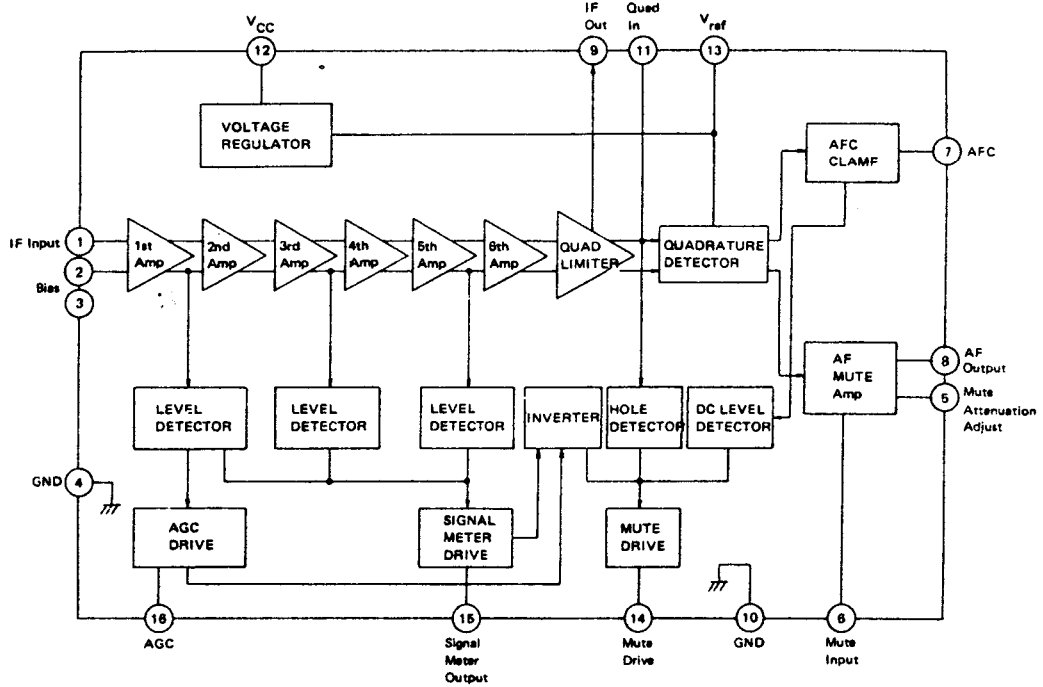 VCC
12
IF
Out
9
Quad
In
11
Vref
13
VOLTAGE
REGULATOR
AFC
CLAMF
7
AFC
IF Input
1
2
Bias
3
1st
Amp
2nd
Amp
3rd
Amp
4th
Amp
5th
Amp
6th
Amp
QUAD
LIMITER
QUADRATURE
DETECTOR
AF
MUTE
Amp
8
AF
Output
5
Mute
Attenuation
Adjust
LEVEL
DETECTOR
LEVEL
DETECTOR
LEVEL
DETECTOR
INVERTER
HOLE
DETECTOR
DC LEVEL
DETECTOR
GND
4
AGC
DRIVE
SIGNAL
METER
DRIVE
MUTE
DRIVE
16
AGC
15
Signal
Meter
Output
14
Mute
Drive
10
GND
6
Mute
Input